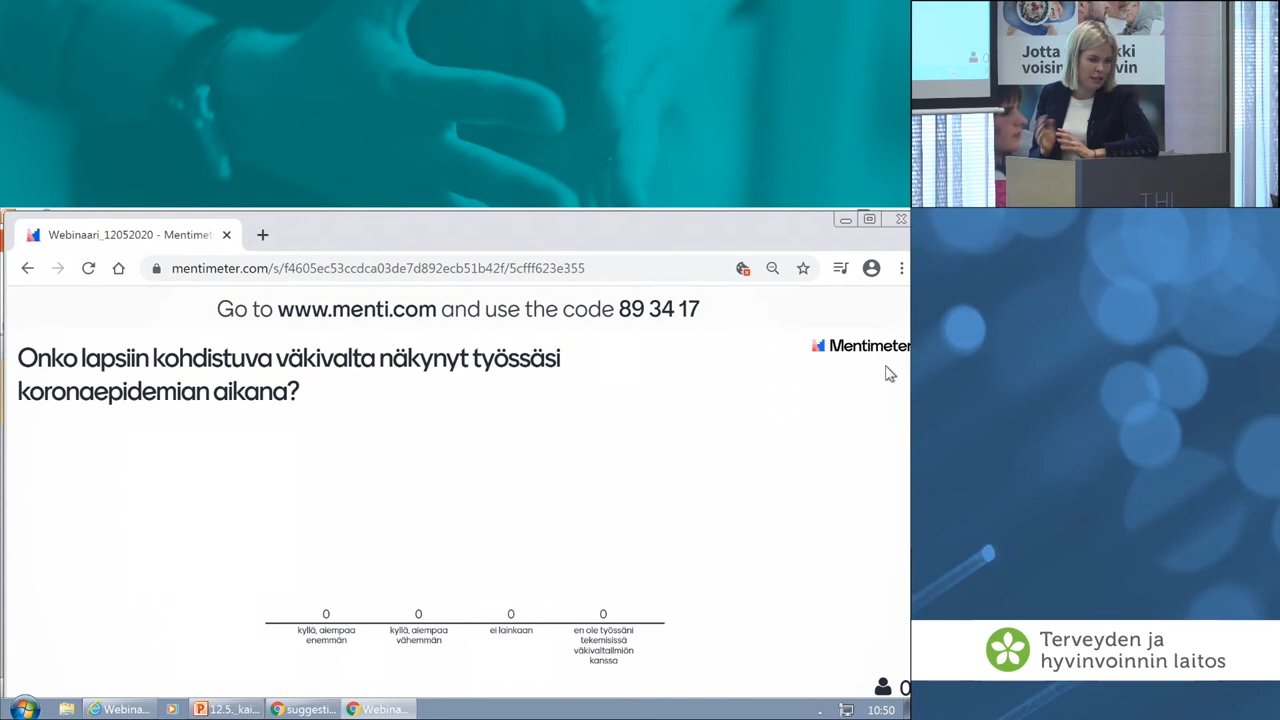 Jotta
kki
voisin
vin
THL
Webinaari_12052020 - Mentimet
mentimeter.com/s/f4605ec53ccdca03de7d892ecb51b42f/5cfff623e355
Go to www.menti.com and use the code 89 34 17
Onko lapsiin kohdistuva väkivalta näkynyt työssäsi
koronaepidemian aikana?
Mentimeter
0 0 0 0
kyllä, aiempaa
enemmän
kyllä, aiempaa
vähemmän
ei lainkaan
en ole työssäni
tekemisissä
väkivaltailmiön
kanssa
0
Terveyden ja
hyvinvoinnin laitos
Webina...
12.5._kai...
suggesti...
Webina...
10:50